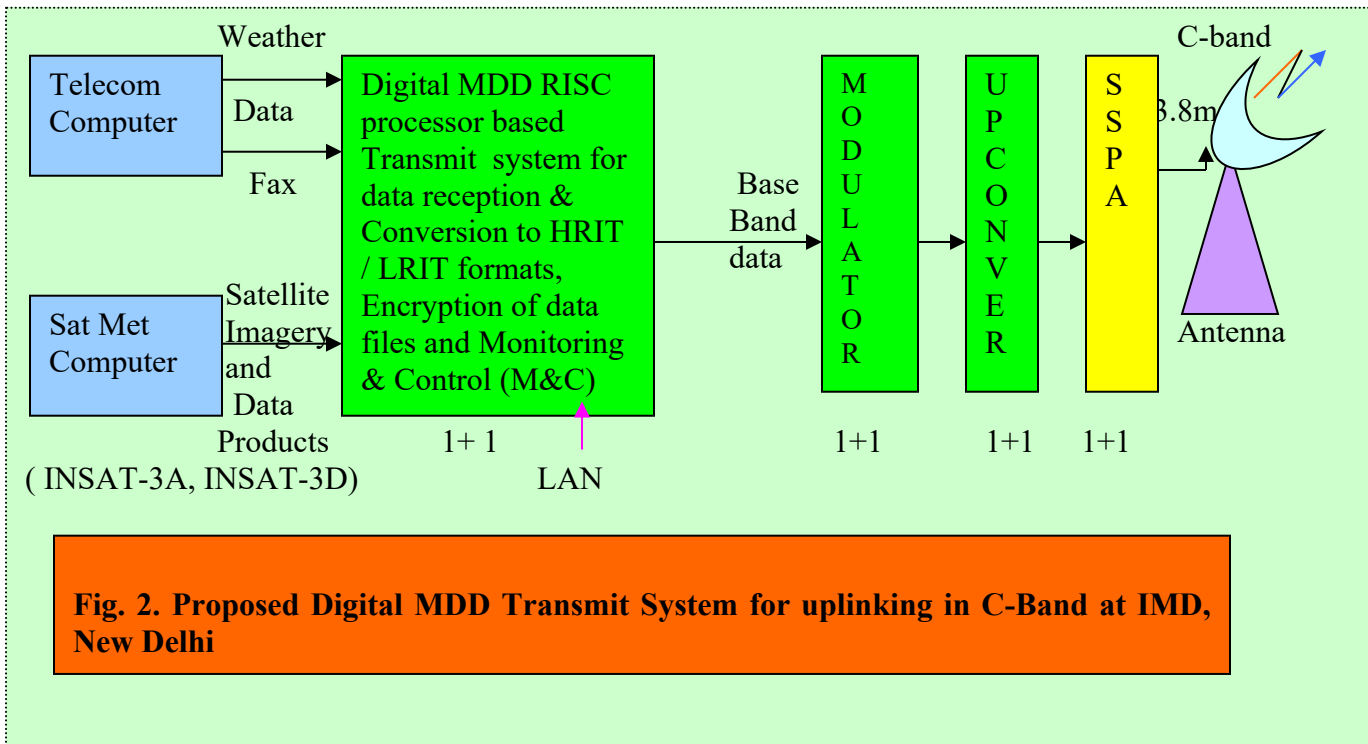 Weather
Data
Fax
Telecom
Computer
Sat Met
Computer
Satellite
Imagery
and
Data
Products
( INSAT-3A, INSAT-3D)
Digital MDD RISC
processor based
Transmit system for
data reception &
Conversion to HRIT
/ LRIT formats,
Encryption of data
files and Monitoring
& Control (M&C)
1+ 1
LAN
Base
Band
data
M
O
D
U
L
A
T
O
R
1+1
U
P
C
O
N
V
E
R
1+1
S
S
P
A
1+1
C-band
3.8m
Antenna
Fig. 2. Proposed Digital MDD Transmit System for uplinking in C-Band at IMD,
New Delhi